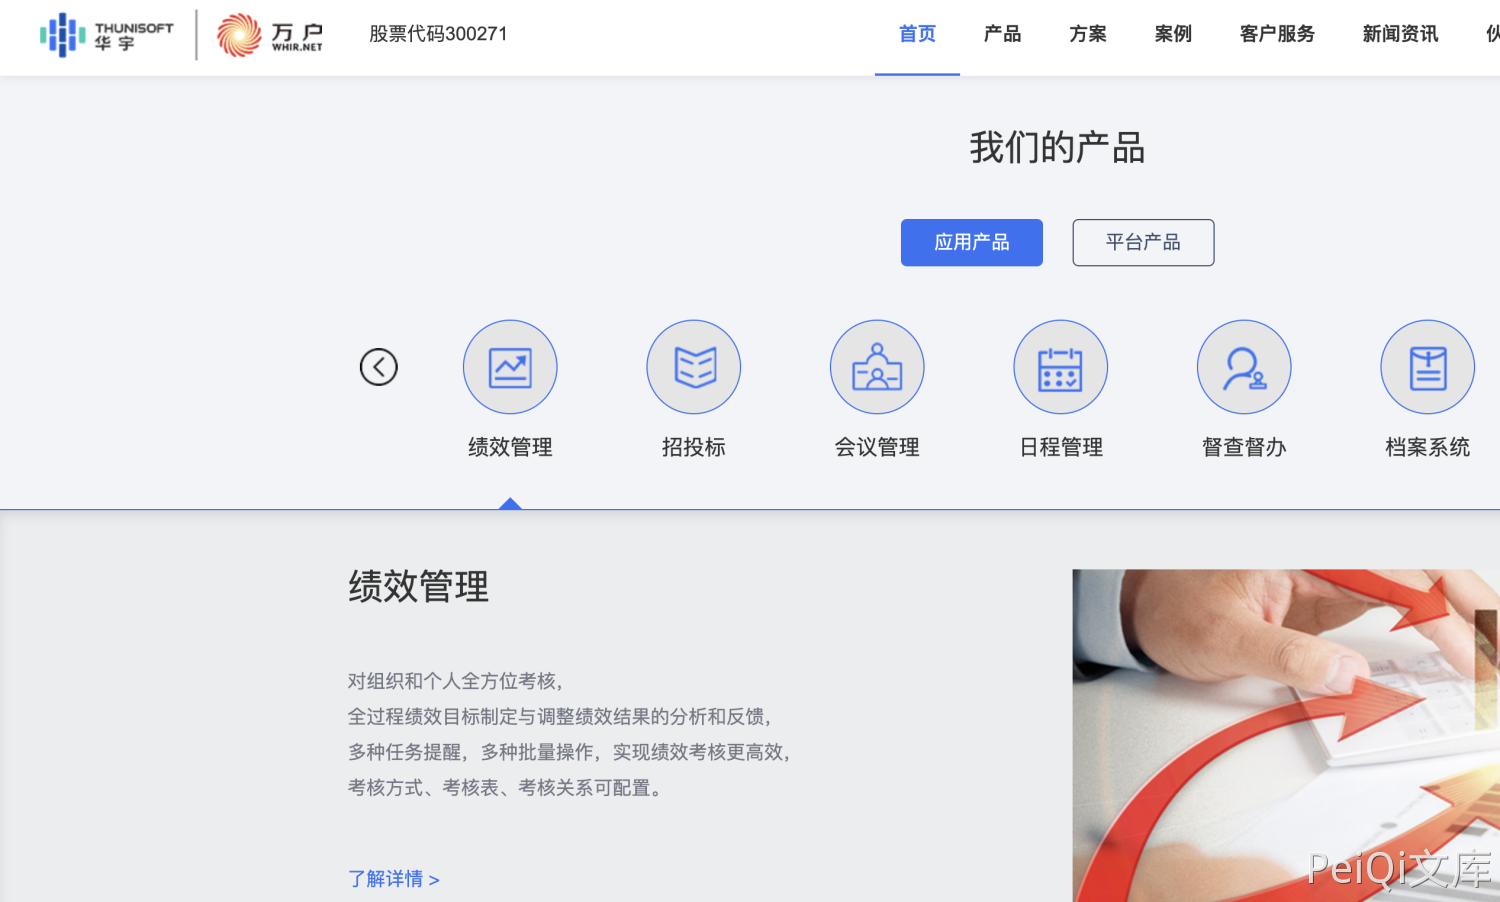 THUNISOFT
华宇
万户
WHIR.NET
股票代码300271
首页
产品
方案
案例
客户服务
新闻资讯
我们的产品
应用产品
平台产品
绩效管理
招投标
会议管理
日程管理
督查督办
档案系统
绩效管理
对组织和个人全方位考核，
全过程绩效目标制定与调整绩效结果的分析和反馈，
多种任务提醒，多种批量操作，实现绩效考核更高效，
考核方式、考核表、考核关系可配置。
了解详情 >
PeiQi文库